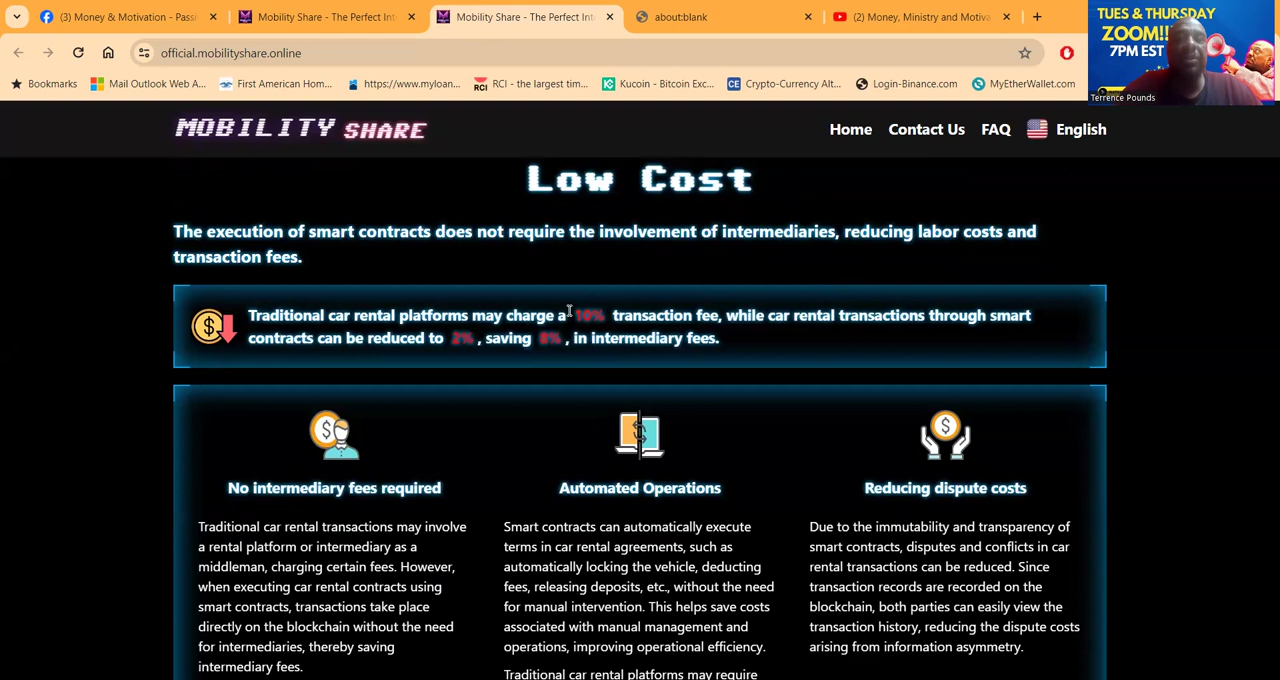 (3) Money & Motivation - Passi
Mobility Share - The Perfect Int
Mobility Share - The Perfect Int
about:blank
(2) Money, Ministry and Motiva
official.mobilityshare.online
Bookmarks
Mail Outlook Web A...
First American Hom...
https://www.myloan...
RCI - the largest tim...
Kucoin - Bitcoin Exc...
Crypto-Currency Alt...
Login-Binance.com
MyEtherWallet.com
TUES & THURSDAY
ZOOM!!!
7PM EST
Terrence Pounds
MOBILITY SHARE
Home
Contact Us
FAQ
English
Low Cost
The execution of smart contracts does not require the involvement of intermediaries, reducing labor costs and
transaction fees.
Traditional car rental platforms may charge a 10% transaction fee, while car rental transactions through smart
contracts can be reduced to 2% , saving 8% , in intermediary fees.
No intermediary fees required
Traditional car rental transactions may involve
a rental platform or intermediary as a
middleman, charging certain fees. However,
when executing car rental contracts using
smart contracts, transactions take place
directly on the blockchain without the need
for intermediaries, thereby saving
intermediary fees.
Automated Operations
Smart contracts can automatically execute
terms in car rental agreements, such as
automatically locking the vehicle, deducting
fees, releasing deposits, etc., without the need
for manual intervention. This helps save costs
associated with manual management and
operations, improving operational efficiency.
Traditional car rental platforms may require
Reducing dispute costs
Due to the immutability and transparency of
smart contracts, disputes and conflicts in car
rental transactions can be reduced. Since
transaction records are recorded on the
blockchain, both parties can easily view the
transaction history, reducing the dispute costs
arising from information asymmetry.